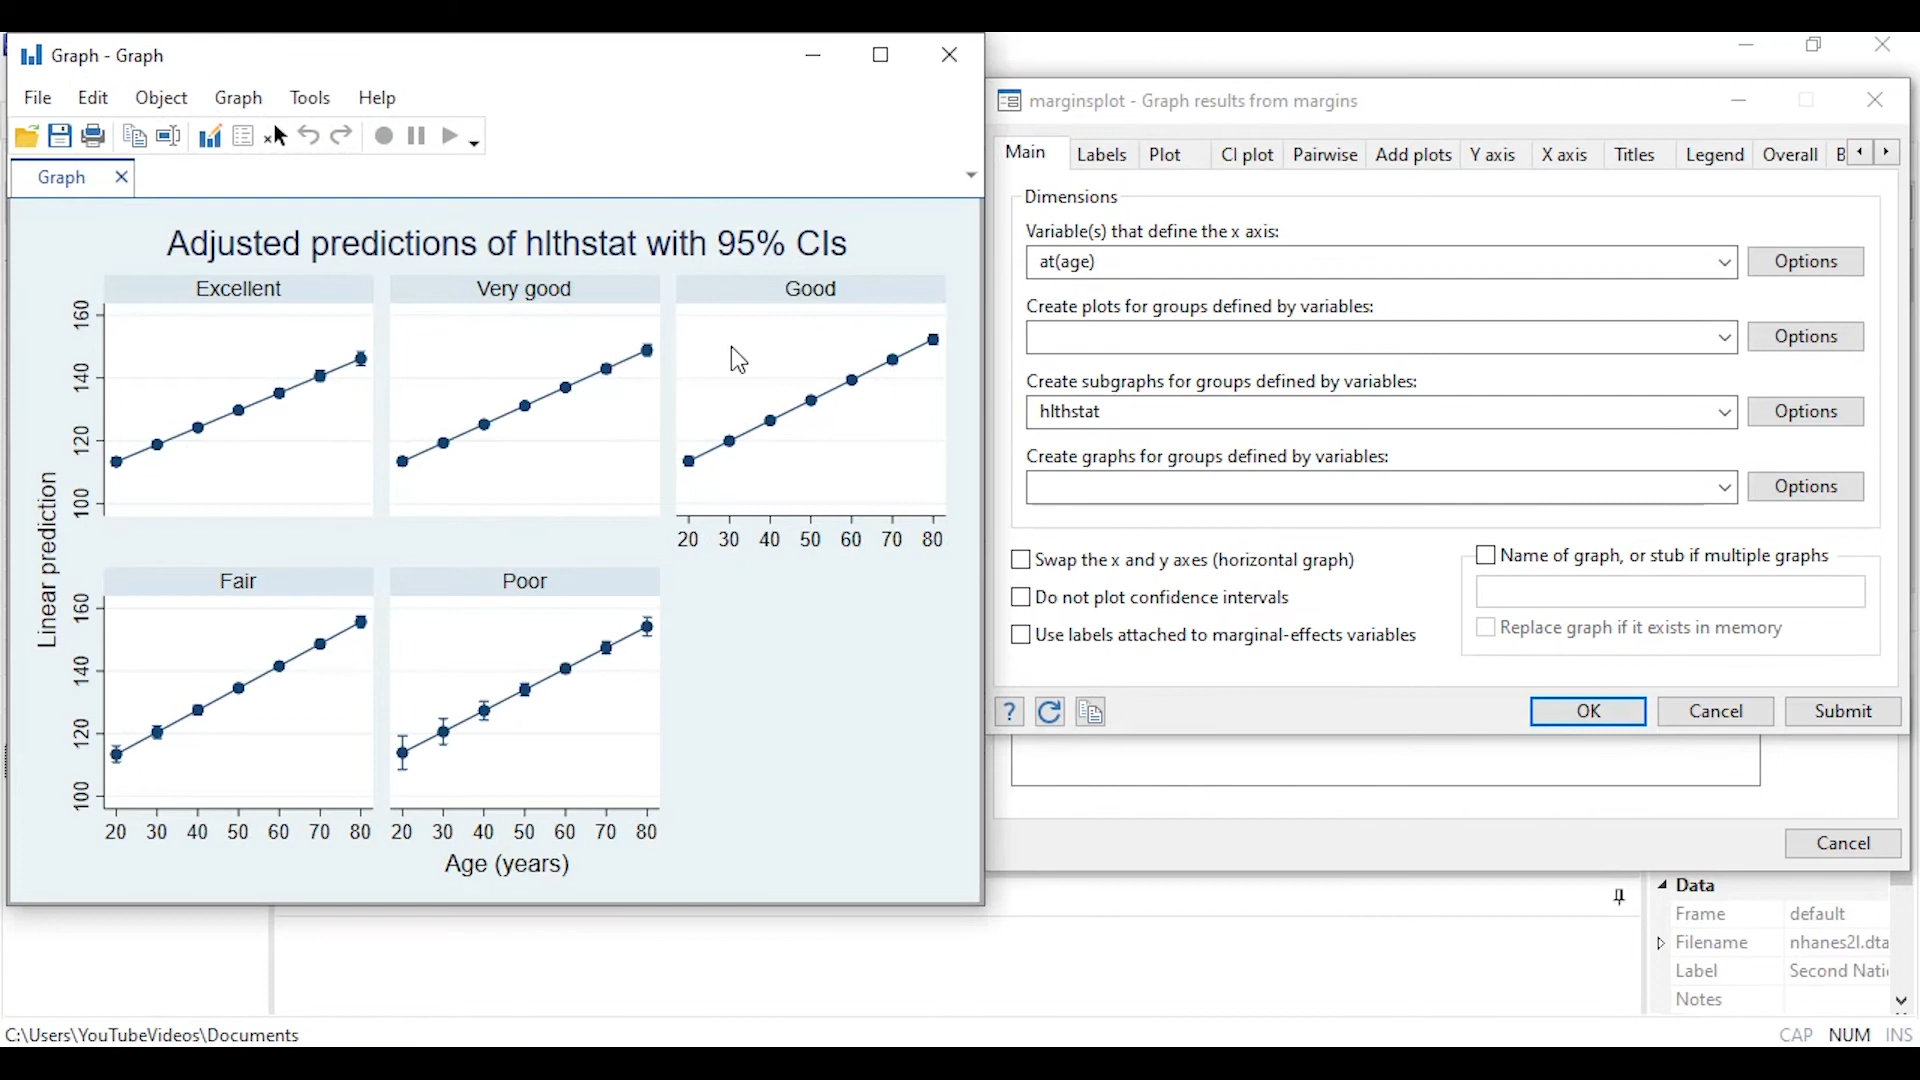 Graph - Graph
File Edit Object Graph Tools Help
Graph
Adjusted predictions of hlthstat with 95% CIs
Excellent Very good Good
160
140
120
100
20 30 40 50 60 70 80
Linear prediction
Fair Poor
160
140
120
100
20 30 40 50 60 70 80 20 30 40 50 60 70 80
Age (years)
marginsplot - Graph results from margins
Main Labels Plot CI plot Pairwise Add plots Y axis X axis Titles Legend Overall B
Dimensions
Variable(s) that define the x axis:
at(age) Options
Create plots for groups defined by variables:
Options
Create subgraphs for groups defined by variables:
hlthstat Options
Create graphs for groups defined by variables:
Options
Swap the x and y axes (horizontal graph)
Do not plot confidence intervals
Use labels attached to marginal-effects variables
Name of graph, or stub if multiple graphs
Replace graph if it exists in memory
? OK Cancel Submit
Cancel
Data
Frame default
Filename nhanes2l.dta
Label Second Nati
Notes
C:\Users\YouTubeVideos\Documents
CAP NUM INS